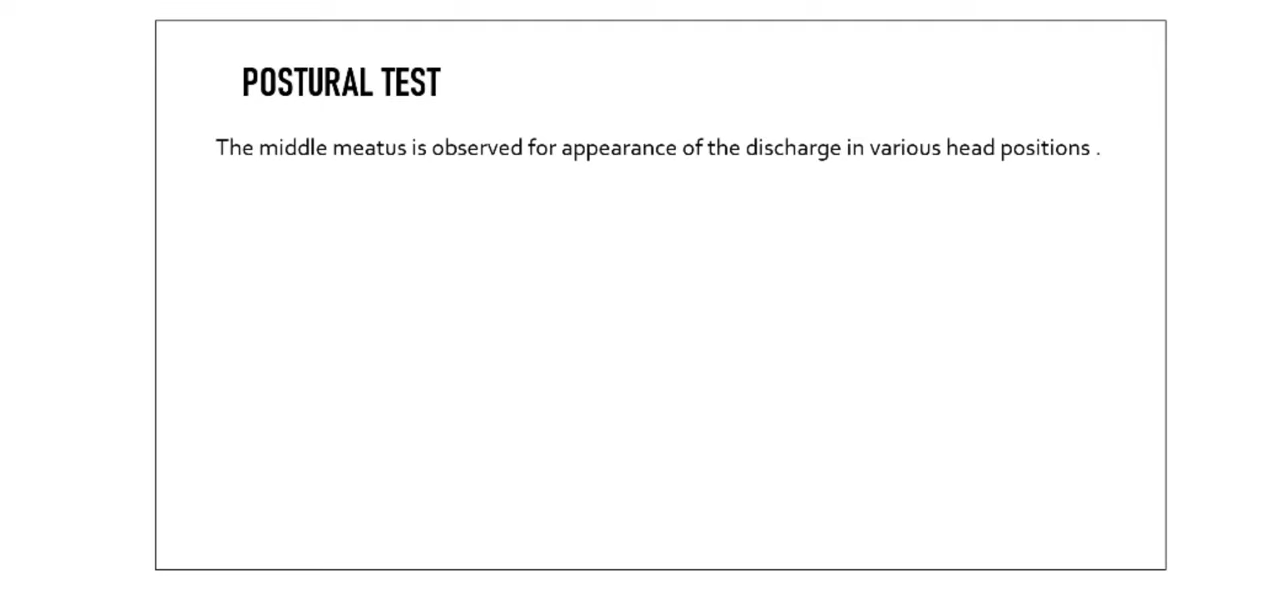 POSTURAL TEST
The middle meatus is observed for appearance of the discharge in various head positions .